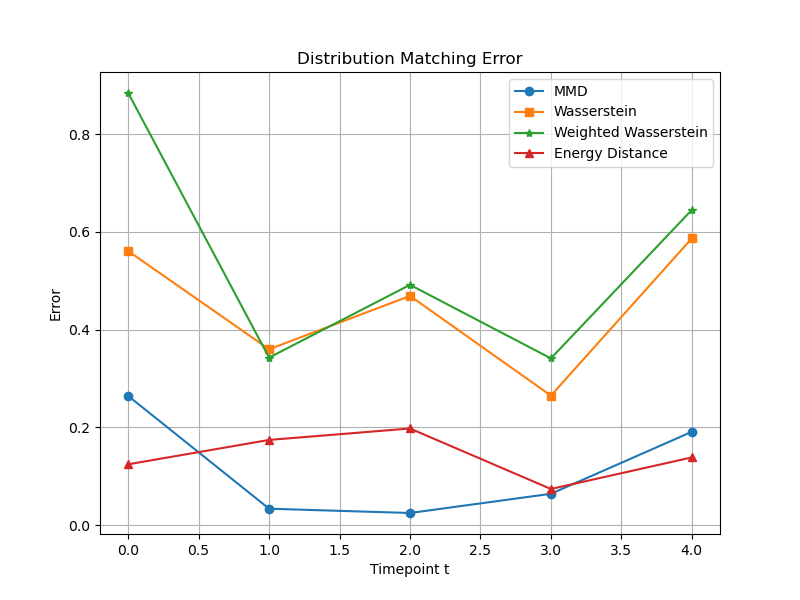 Distribution Matching Error
MMD
Wasserstein
Weighted Wasserstein
Energy Distance
Error
0.8
0.6
0.4
0.2
0.0
0.0 0.5 1.0 1.5 2.0 2.5 3.0 3.5 4.0
Timepoint t